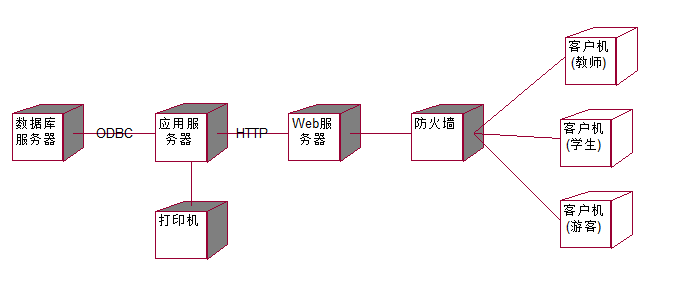 数据库
服务器
ODBC
应用服
务器
HTTP
Web服
务器
防火墙
打印机
客户机
(教师)
客户机
(学生)
客户机
(游客)